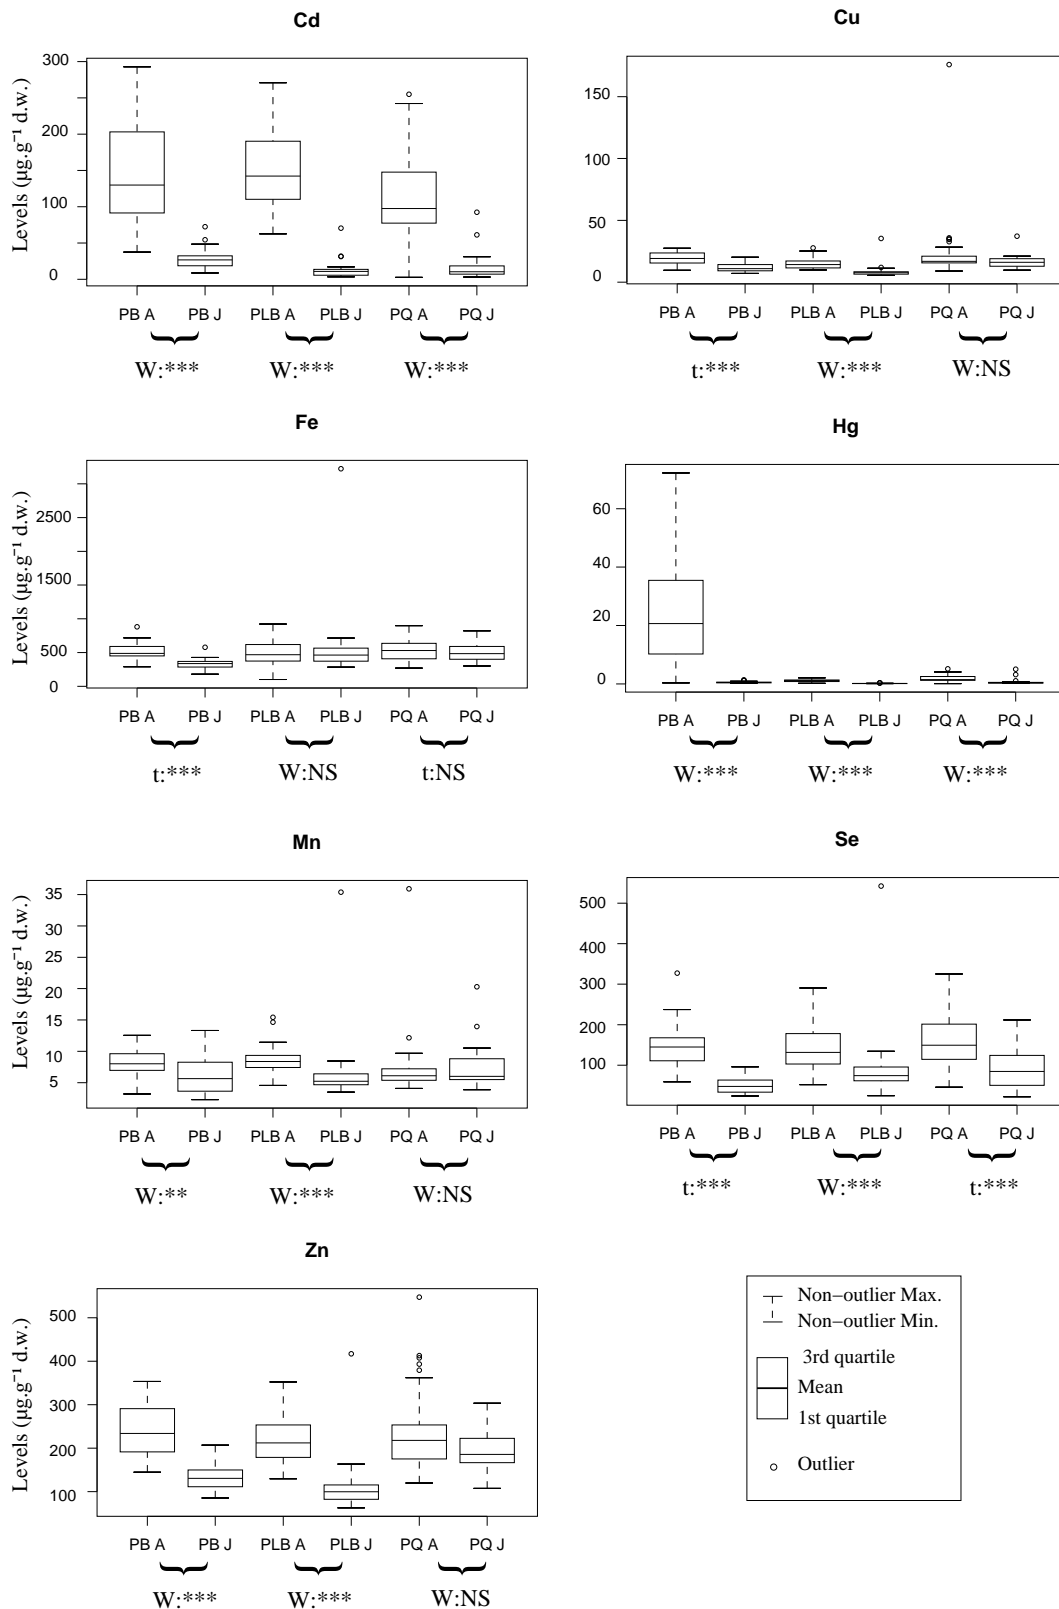 Cd
Levels (µg.g⁻¹ d.w.)
300
200
100
0
PB A PB J PLB A PLB J PQ A PQ J
W:*** W:*** W:***
Cu
150
100
50
0
PB A PB J PLB A PLB J PQ A PQ J
t:*** W:*** W:NS
Fe
Levels (µg.g⁻¹ d.w.)
2500
1500
500
0
PB A PB J PLB A PLB J PQ A PQ J
t:*** W:NS t:NS
Hg
60
40
20
0
PB A PB J PLB A PLB J PQ A PQ J
W:*** W:*** W:***
Mn
Levels (µg.g⁻¹ d.w.)
35
30
25
20
15
10
5
PB A PB J PLB A PLB J PQ A PQ J
W:** W:*** W:NS
Se
500
400
300
200
100
PB A PB J PLB A PLB J PQ A PQ J
t:*** W:*** t:***
Zn
Levels (µg.g⁻¹ d.w.)
500
400
300
200
100
PB A PB J PLB A PLB J PQ A PQ J
W:*** W:*** W:NS
Non−outlier Max.
Non−outlier Min.
3rd quartile
Mean
1st quartile
Outlier